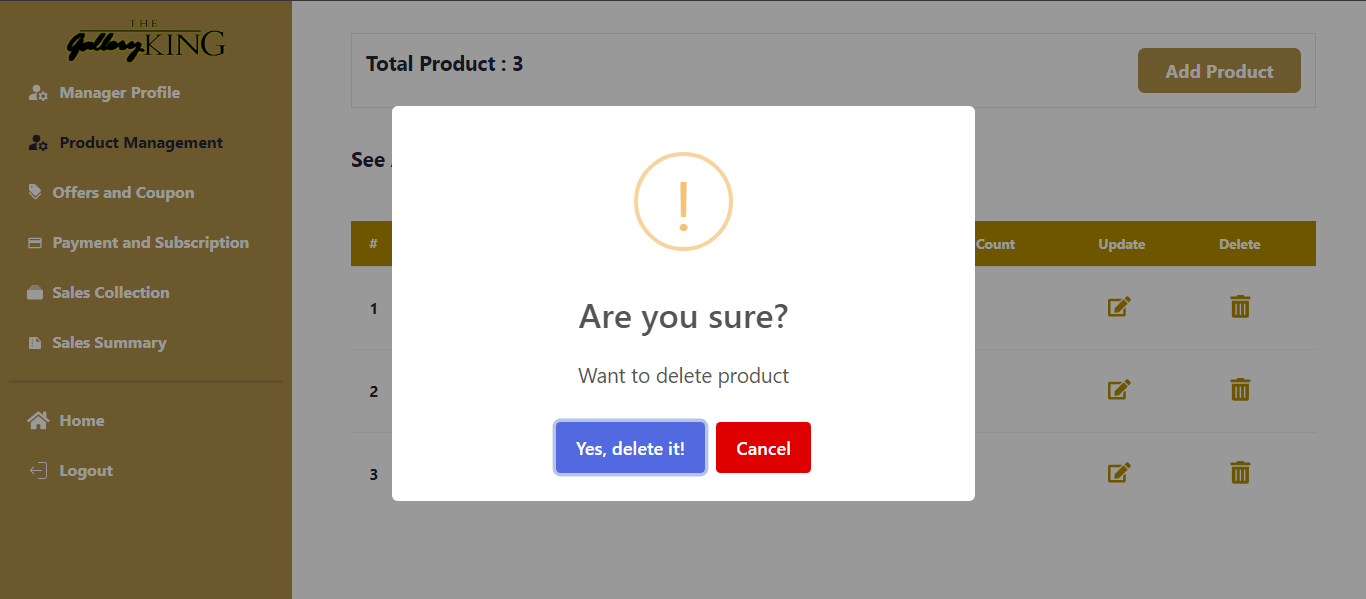 THE
Gallery KING
Manager Profile
Product Management
Offers and Coupon
Payment and Subscription
Sales Collection
Sales Summary
Home
Logout
Total Product : 3
Add Product
See
# Count Update Delete
1
2
3
!
Are you sure?
Want to delete product
Yes, delete it! Cancel